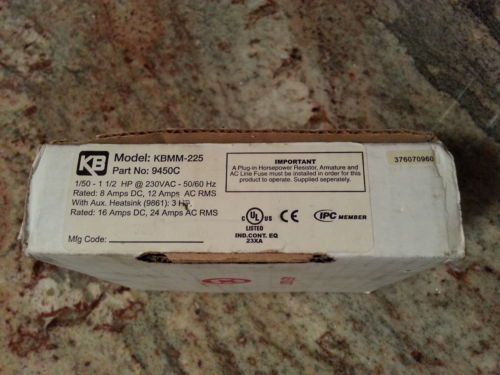 KB
Model: KBMM-225
Part No: 9450C
1/50 - 1 1/2 HP @ 230VAC - 50/60 Hz
Rated: 8 Amps DC, 12 Amps AC RMS
With Aux. Heatsink (9861): 3 HP
Rated: 16 Amps DC, 24 Amps AC RMS
Mfg Code:
IMPORTANT
A Plug-in Horsepower Resistor, Armature and
AC Line Fuse must be installed in order for this
product to operate. Supplied seperately.
C UL US
LISTED
IND.CONT. EQ
23XA
CE
IPC MEMBER
376070960